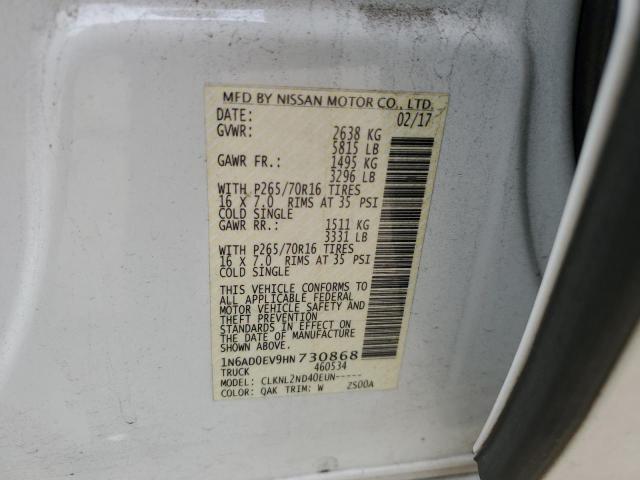 MFD BY NISSAN MOTOR CO., LTD.
DATE: 02/17
GVWR: 2638 KG
5815 LB
GAWR FR.: 1495 KG
3296 LB
WITH P265/70R16 TIRES
16 X 7.0 RIMS AT 35 PSI
COLD SINGLE
GAWR RR.: 1511 KG
3331 LB
WITH P265/70R16 TIRES
16 X 7.0 RIMS AT 35 PSI
COLD SINGLE
THIS VEHICLE CONFORMS TO
ALL APPLICABLE FEDERAL
MOTOR VEHICLE SAFETY AND
THEFT PREVENTION
STANDARDS IN EFFECT ON
THE DATE OF MANUFACTURE
SHOWN ABOVE.
1N6AD0EV9HN730868
TRUCK 460534
MODEL: CLKNL2ND40EUN-----
COLOR: QAK TRIM: W ZS00A